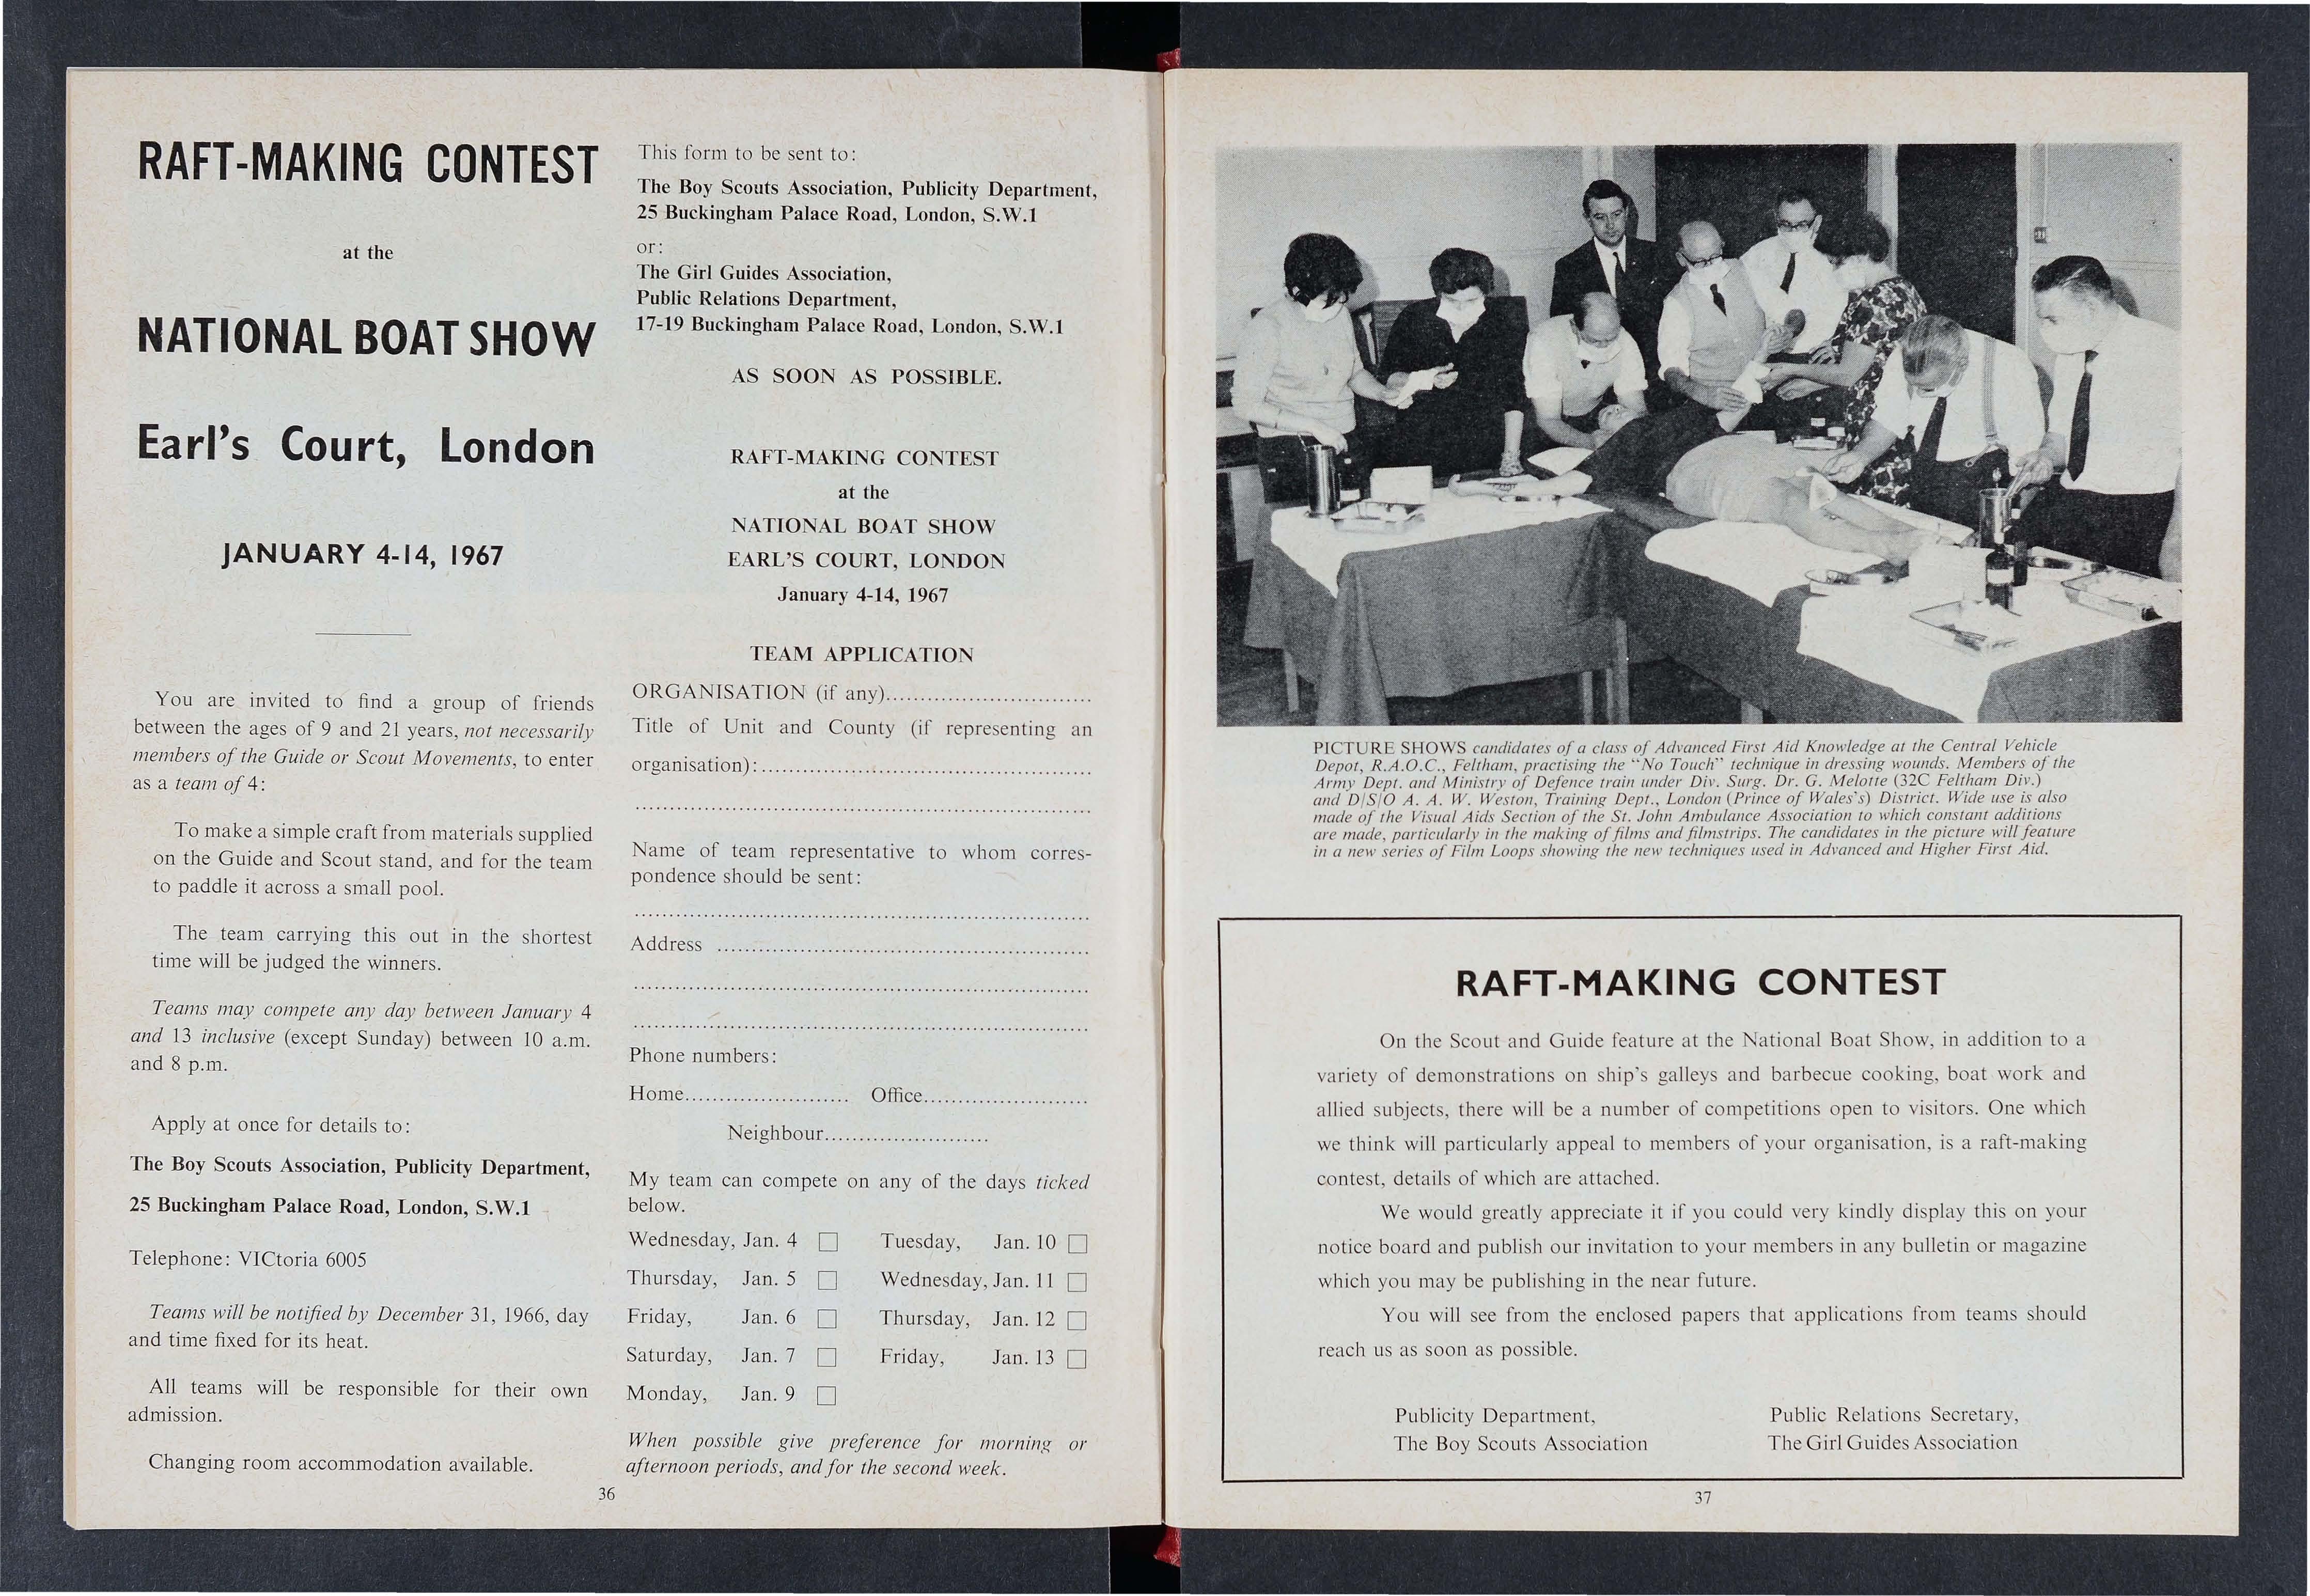 RAFT-MAKING CONTEST
at the
NATIONAL BOAT SHOW
Earl's Court, London
JANUARY 4-14, 1967
You are invited to find a group of friends
between the ages of 9 and 21 years, not necessarily
members of the Guide or Scout Movements, to enter
as a team of 4:
To make a simple craft from materials supplied
on the Guide and Scout stand, and for the team
to paddle it across a small pool.
The team carrying this out in the shortest
time will be judged the winners.
Teams may compete any day between January 4
and 13 inclusive (except Sunday) between 10 a.m.
and 8 p.m.
Apply at once for details to:
The Boy Scouts Association, Publicity Department,
25 Buckingham Palace Road, London, S.W.1
Telephone: VICtoria 6005
Teams will be notified by December 31, 1966, day
and time fixed for its heat.
All teams will be responsible for their own
admission.
Changing room accommodation available.
This form to be sent to:
The Boy Scouts Association, Publicity Department,
25 Buckingham Palace Road, London, S.W.1
or:
The Girl Guides Association,
Public Relations Department,
17-19 Buckingham Palace Road, London, S.W.1
AS SOON AS POSSIBLE.
RAFT-MAKING CONTEST
at the
NATIONAL BOAT SHOW
EARL'S COURT, LONDON
January 4-14, 1967
TEAM APPLICATION
ORGANISATION (if any)..............................
Title of Unit and County (if representing an
organisation):................................................
..................................................................
Name of team representative to whom corres-
pondence should be sent:
..................................................................
Address ......................................................
..................................................................
..................................................................
Phone numbers:
Home........................ Office........................
Neighbour........................
My team can compete on any of the days ticked
below.
Wednesday, Jan. 4 □ Tuesday, Jan. 10 □
Thursday, Jan. 5 □ Wednesday, Jan. 11 □
Friday, Jan. 6 □ Thursday, Jan. 12 □
Saturday, Jan. 7 □ Friday, Jan. 13 □
Monday, Jan. 9 □
When possible give preference for morning or
afternoon periods, and for the second week.
36
PICTURE SHOWS candidates of a class of Advanced First Aid Knowledge at the Central Vehicle
Depot, R.A.O.C., Feltham, practising the "No Touch" technique in dressing wounds. Members of the
Army Dept. and Ministry of Defence train under Div. Surg. Dr. G. Melotte (32C Feltham Div.)
and D/S/O A. A. W. Weston, Training Dept., London (Prince of Wales's) District. Wide use is also
made of the Visual Aids Section of the St. John Ambulance Association to which constant additions
are made, particularly in the making of films and filmstrips. The candidates in the picture will feature
in a new series of Film Loops showing the new techniques used in Advanced and Higher First Aid.
RAFT-MAKING CONTEST
On the Scout and Guide feature at the National Boat Show, in addition to a
variety of demonstrations on ship's galleys and barbecue cooking, boat work and
allied subjects, there will be a number of competitions open to visitors. One which
we think will particularly appeal to members of your organisation, is a raft-making
contest, details of which are attached.
We would greatly appreciate it if you could very kindly display this on your
notice board and publish our invitation to your members in any bulletin or magazine
which you may be publishing in the near future.
You will see from the enclosed papers that applications from teams should
reach us as soon as possible.
Publicity Department,
The Boy Scouts Association
Public Relations Secretary,
The Girl Guides Association
37